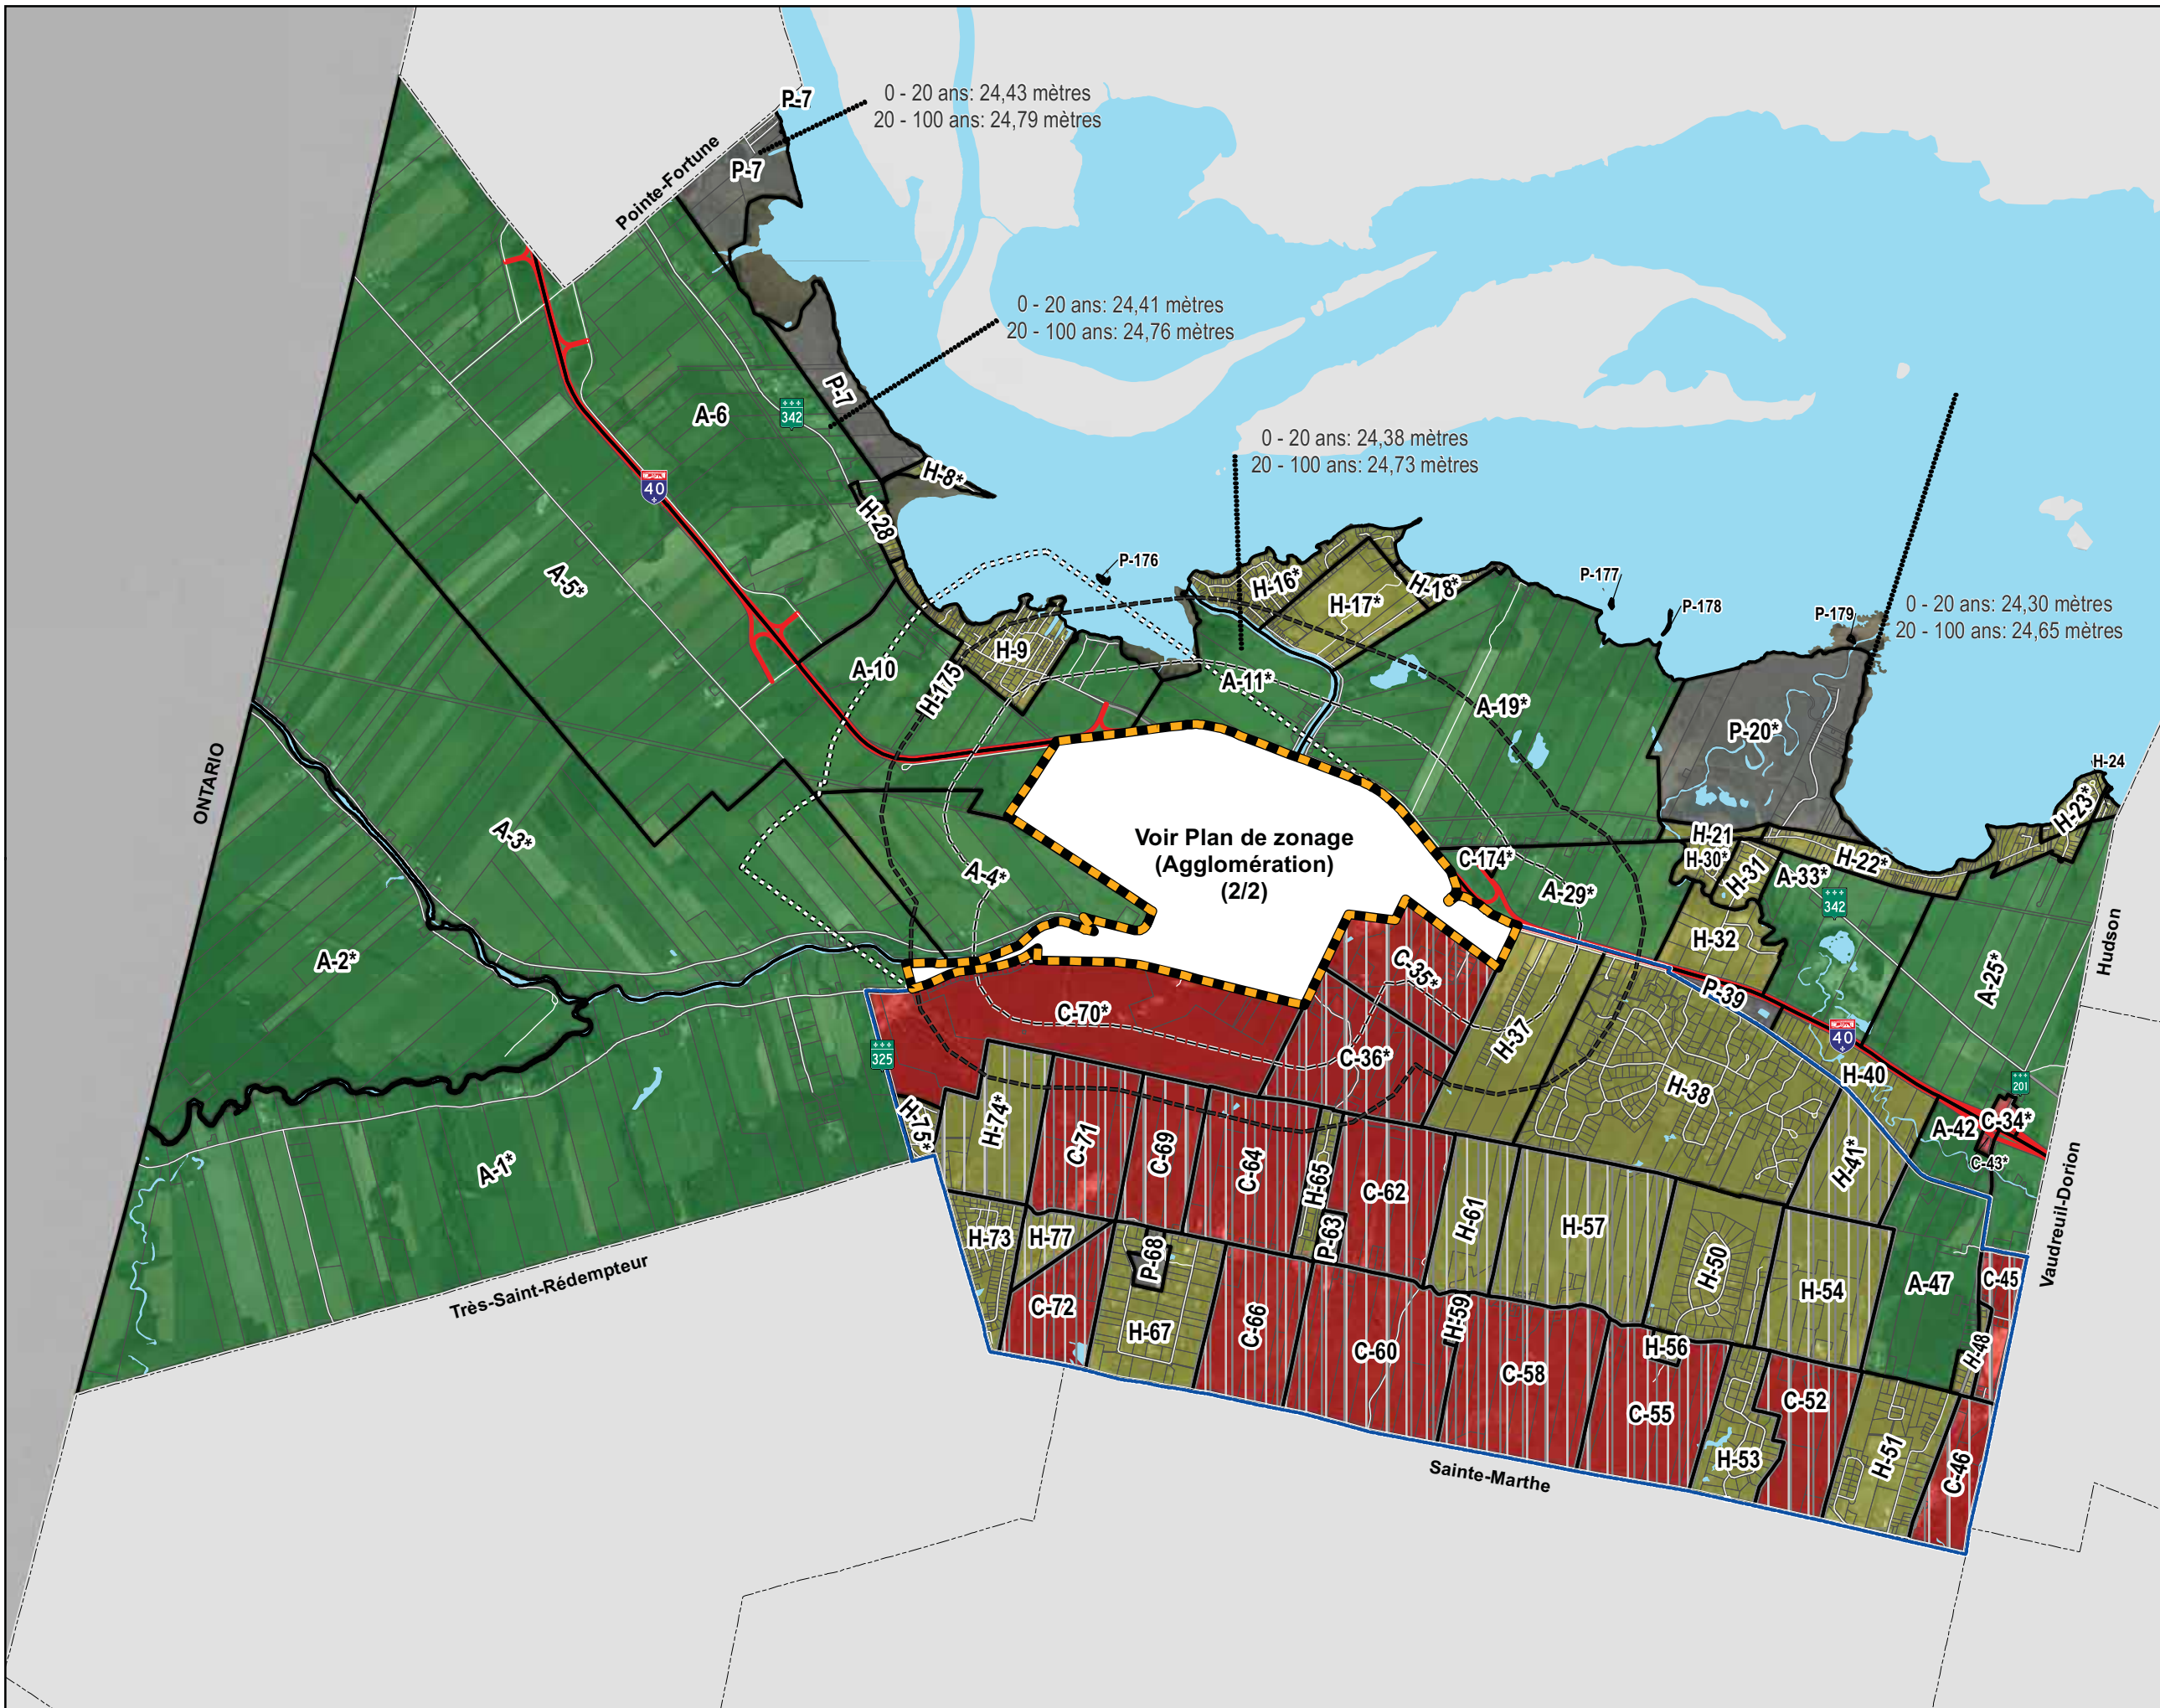 P-7
0 - 20 ans: 24,43 mètres
20 - 100 ans: 24,79 mètres
Pointe-Fortune
P-7
0 - 20 ans: 24,41 mètres
20 - 100 ans: 24,76 mètres
P-7
A-6
342
0 - 20 ans: 24,38 mètres
20 - 100 ans: 24,73 mètres
40
H-8*
H-28
A-5*
P-176
H-16*
H-17*
H-18*
P-177
P-178
P-179
0 - 20 ans: 24,30 mètres
20 - 100 ans: 24,65 mètres
H-9
A-10
H-175
A-11*
A-19*
P-20*
H-24
H-23*
ONTARIO
A-3*
Voir Plan de zonage
(Agglomération)
(2/2)
A-4*
C-174*
A-29*
H-21
H-30*
H-31
H-22*
A-33*
342
H-32
A-2*
C-35*
P-39
A-25*
Hudson
C-70*
325
C-36*
H-37
H-38
40
H-40
201
A-42
C-34*
C-43*
H-75*
H-74*
C-71
C-69
C-64
H-65
C-62
H-41*
A-1*
H-61
H-57
H-50
H-54
A-47
C-45
Vaudreuil-Dorion
H-73
H-77
P-68
P-63
Très-Saint-Rédempteur
C-72
H-67
C-66
C-60
H-59
C-58
H-56
H-48
C-55
C-52
H-53
H-51
C-46
Sainte-Marthe